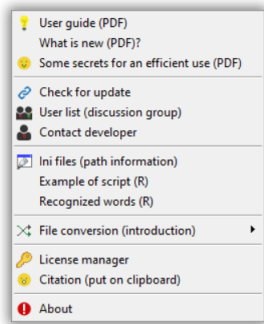 User guide (PDF)
What is new (PDF)?
Some secrets for an efficient use (PDF)
Check for update
User list (discussion group)
Contact developer
Ini files (path information)
Example of script (R)
Recognized words (R)
File conversion (introduction)
License manager
Citation (put on clipboard)
About